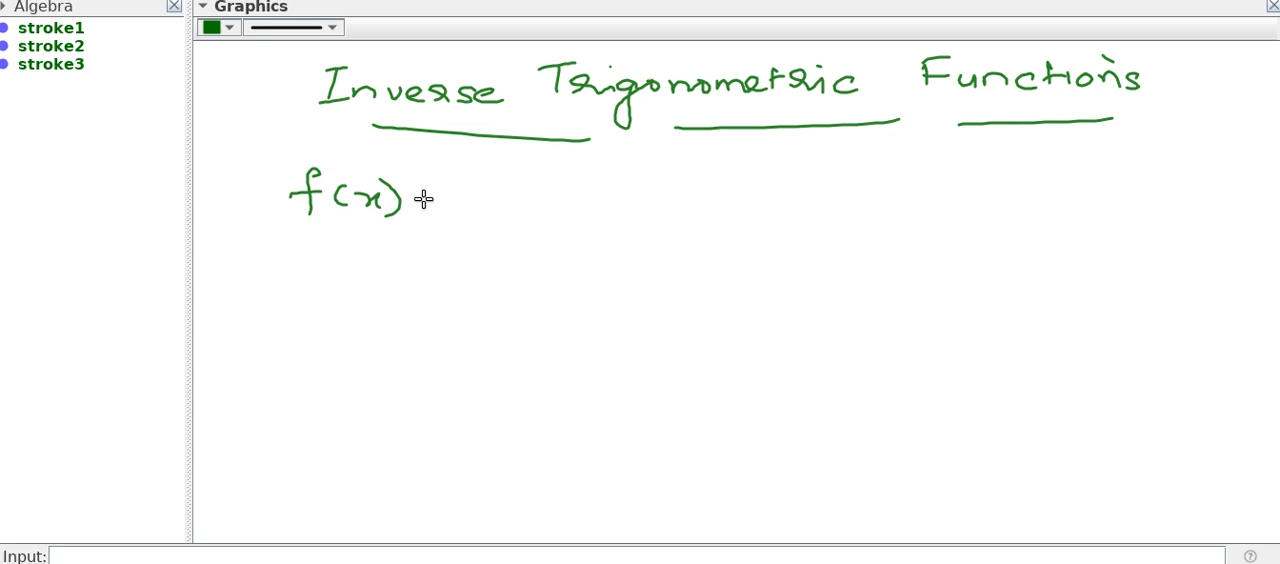 Algebra
Graphics
stroke1
stroke2
stroke3
Inverse Trigonometric Functions
f(x)
Input: